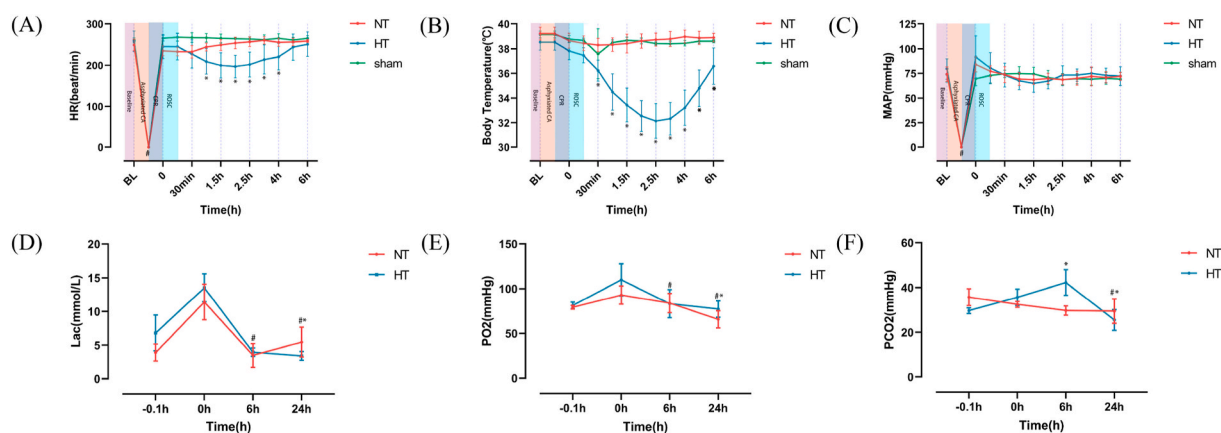 (A)
HR(beat/min)
300
200
100
0
Baseline
Asphyxiated CA
CPR
ROSC
#
*
*
*
*
*
*
BL
0
30min
1.5h
2.5h
4h
6h
Time(h)
NT
HT
sham
(B)
Body Temperature(°C)
40
38
36
34
32
30
Baseline
Asphyxiated CA
CPR
ROSC
*
*
*
*
*
*
BL
0
30min
1.5h
2.5h
4h
6h
Time(h)
NT
HT
sham
(C)
MAP(mmHg)
125
100
75
50
25
0
Baseline
Asphyxiated CA
CPR
ROSC
#
BL
0
30min
1.5h
2.5h
4h
6h
Time(h)
NT
HT
sham
(D)
Lac(mmol/L)
20
15
10
5
0
#
#*
-0.1h
0h
6h
24h
Time(h)
NT
HT
(E)
PO2(mmHg)
150
100
50
0
#
#*
-0.1h
0h
6h
24h
Time(h)
NT
HT
(F)
PCO2(mmHg)
60
40
20
0
*
#*
-0.1h
0h
6h
24h
Time(h)
NT
HT